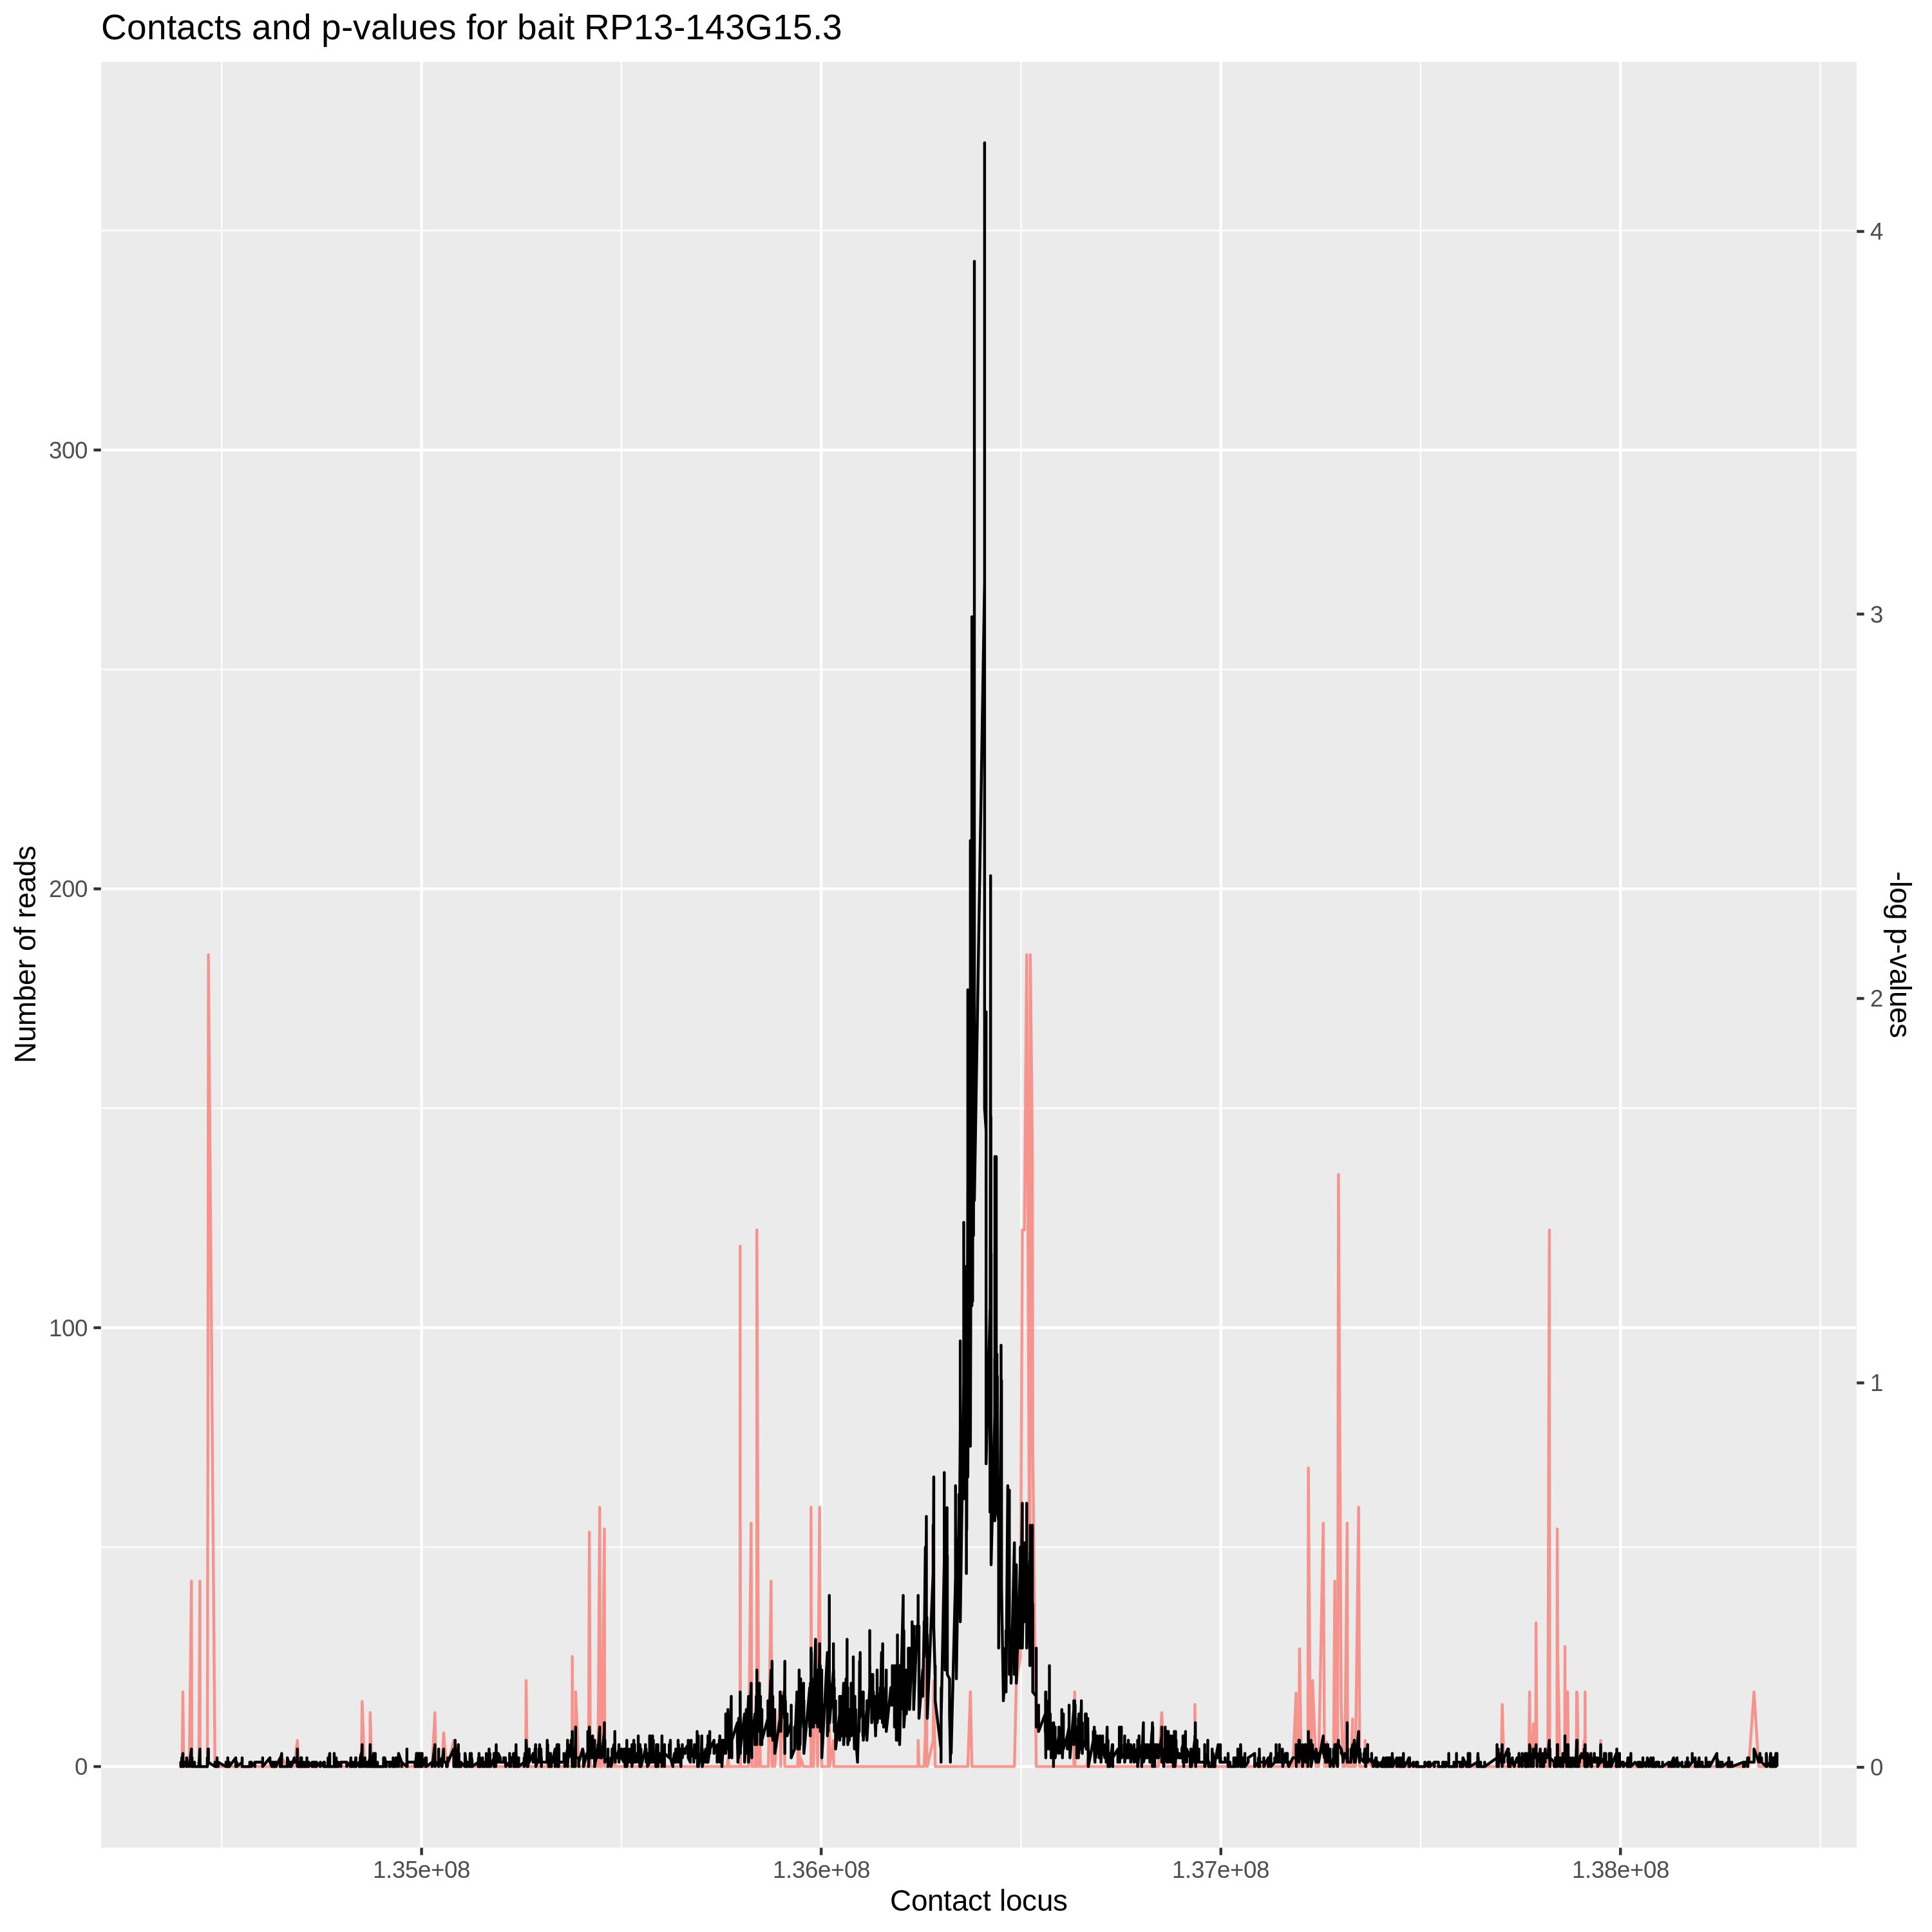 Contacts and p-values for bait RP13-143G15.3
Number of reads
300
200
100
0
4
3
2
1
0
-log p-values
1.35e+08 1.36e+08 1.37e+08 1.38e+08
Contact locus